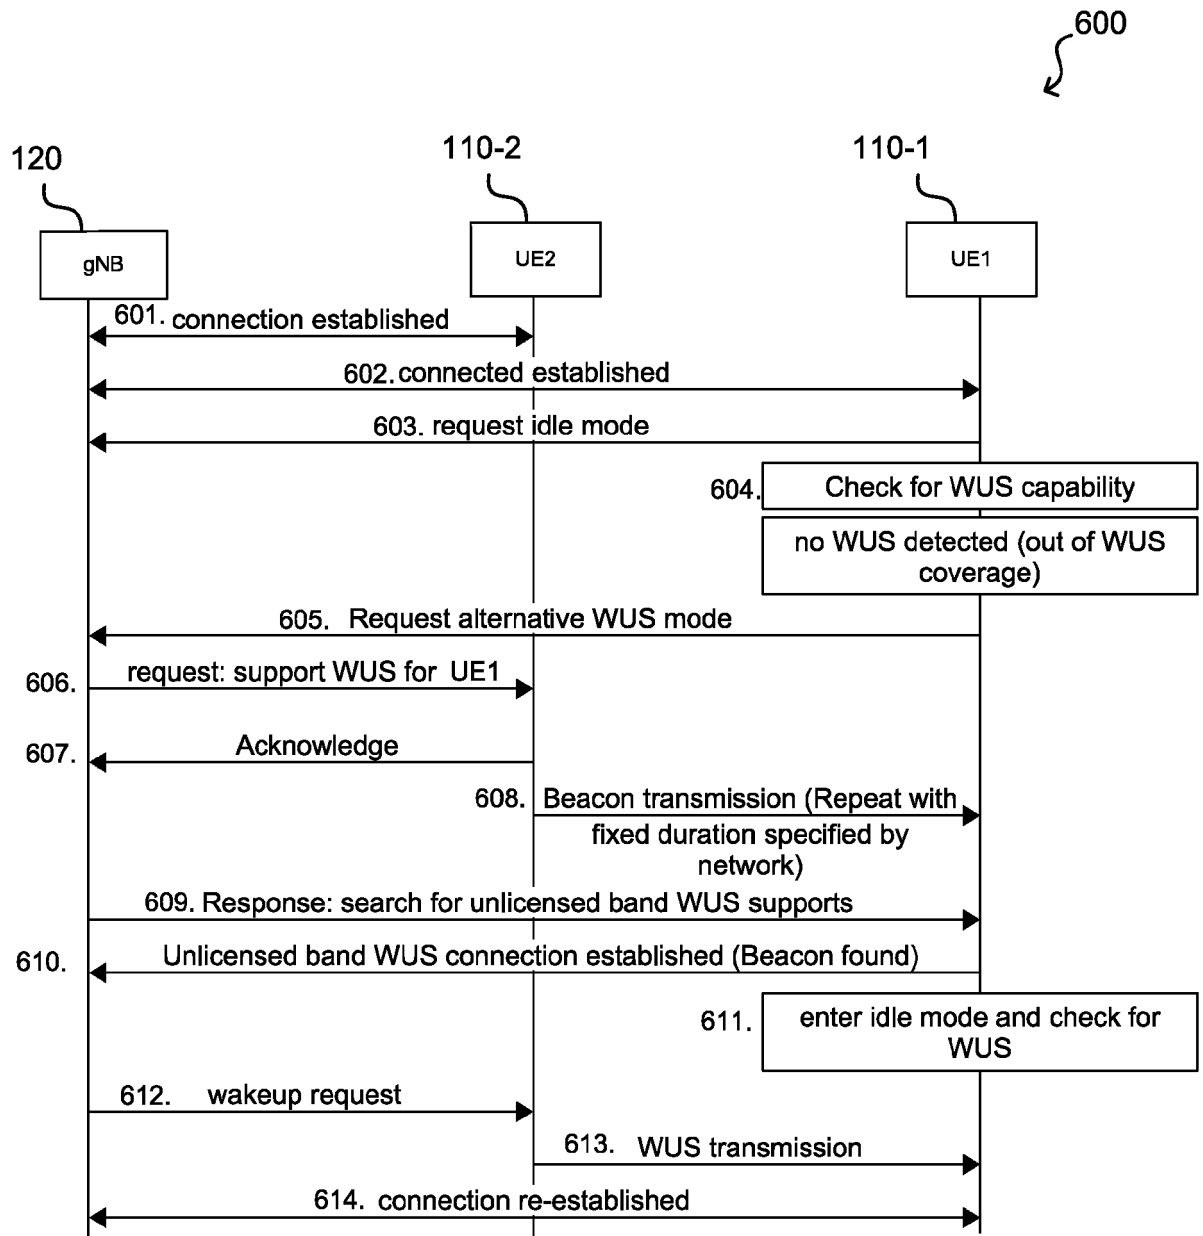 600
120
110-2
110-1
gNB
UE2
UE1
601. connection established
602. connected established
603. request idle mode
604. Check for WUS capability
no WUS detected (out of WUS
coverage)
605. Request alternative WUS mode
606. request: support WUS for UE1
607. Acknowledge
608. Beacon transmission (Repeat with
fixed duration specified by
network)
609. Response: search for unlicensed band WUS supports
610. Unlicensed band WUS connection established (Beacon found)
611. enter idle mode and check for
WUS
612. wakeup request
613. WUS transmission
614. connection re-established